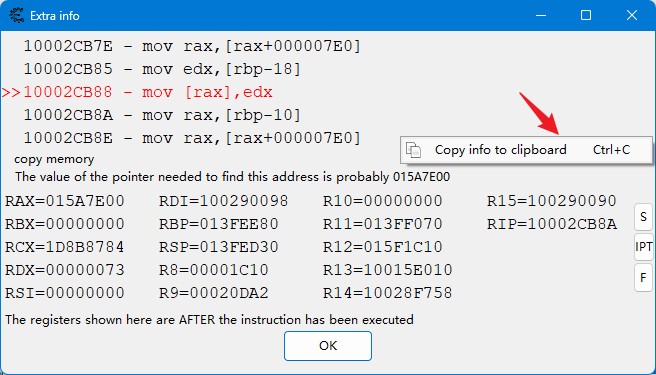 Extra info
10002CB7E - mov rax,[rax+000007E0]
10002CB85 - mov edx,[rbp-18]
>>10002CB88 - mov [rax],edx
10002CB8A - mov rax,[rbp-10]
10002CB8E - mov rax,[rax+000007E0]
Copy info to clipboard Ctrl+C
copy memory
The value of the pointer needed to find this address is probably 015A7E00
RAX=015A7E00 RDI=100290098 R10=00000000 R15=100290090
RBX=00000000 RBP=013FEE80 R11=013FF070 RIP=10002CB8A
RCX=1D8B8784 RSP=013FED30 R12=015F1C10
RDX=00000073 R8=00001C10 R13=10015E010
RSI=00000000 R9=00020DA2 R14=10028F758
S
IPT
F
The registers shown here are AFTER the instruction has been executed
OK